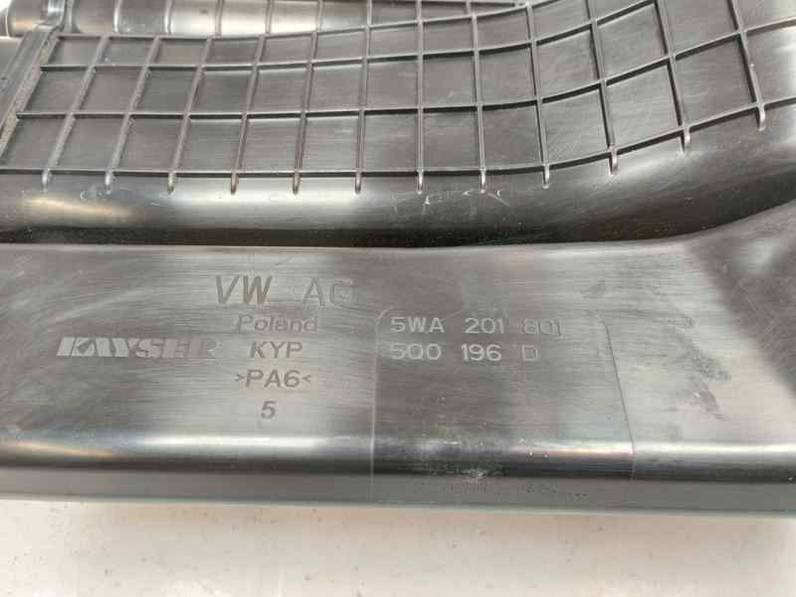 VW AG
Poland
KAYSER KYP
>PA6<
5
5WA 201 801
5Q0 196 D